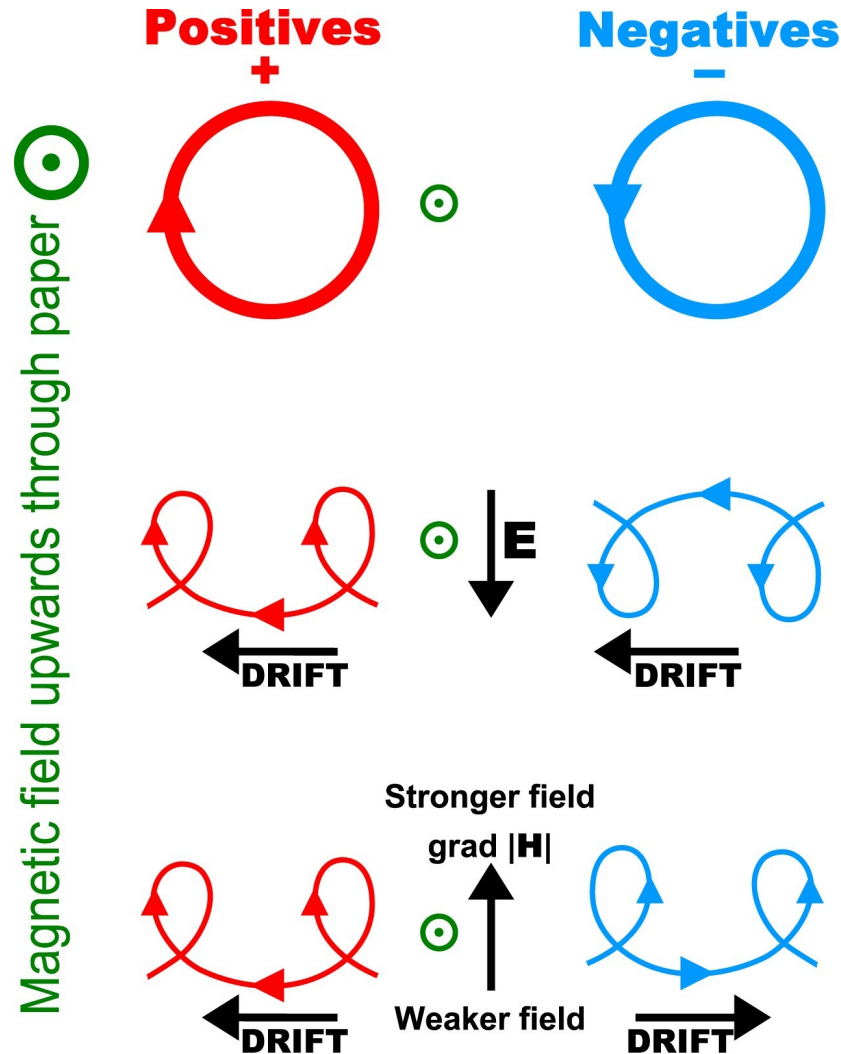 Positives
+
Negatives
−
Magnetic field upwards through paper
E
DRIFT
DRIFT
Stronger field
grad |H|
Weaker field
DRIFT
DRIFT